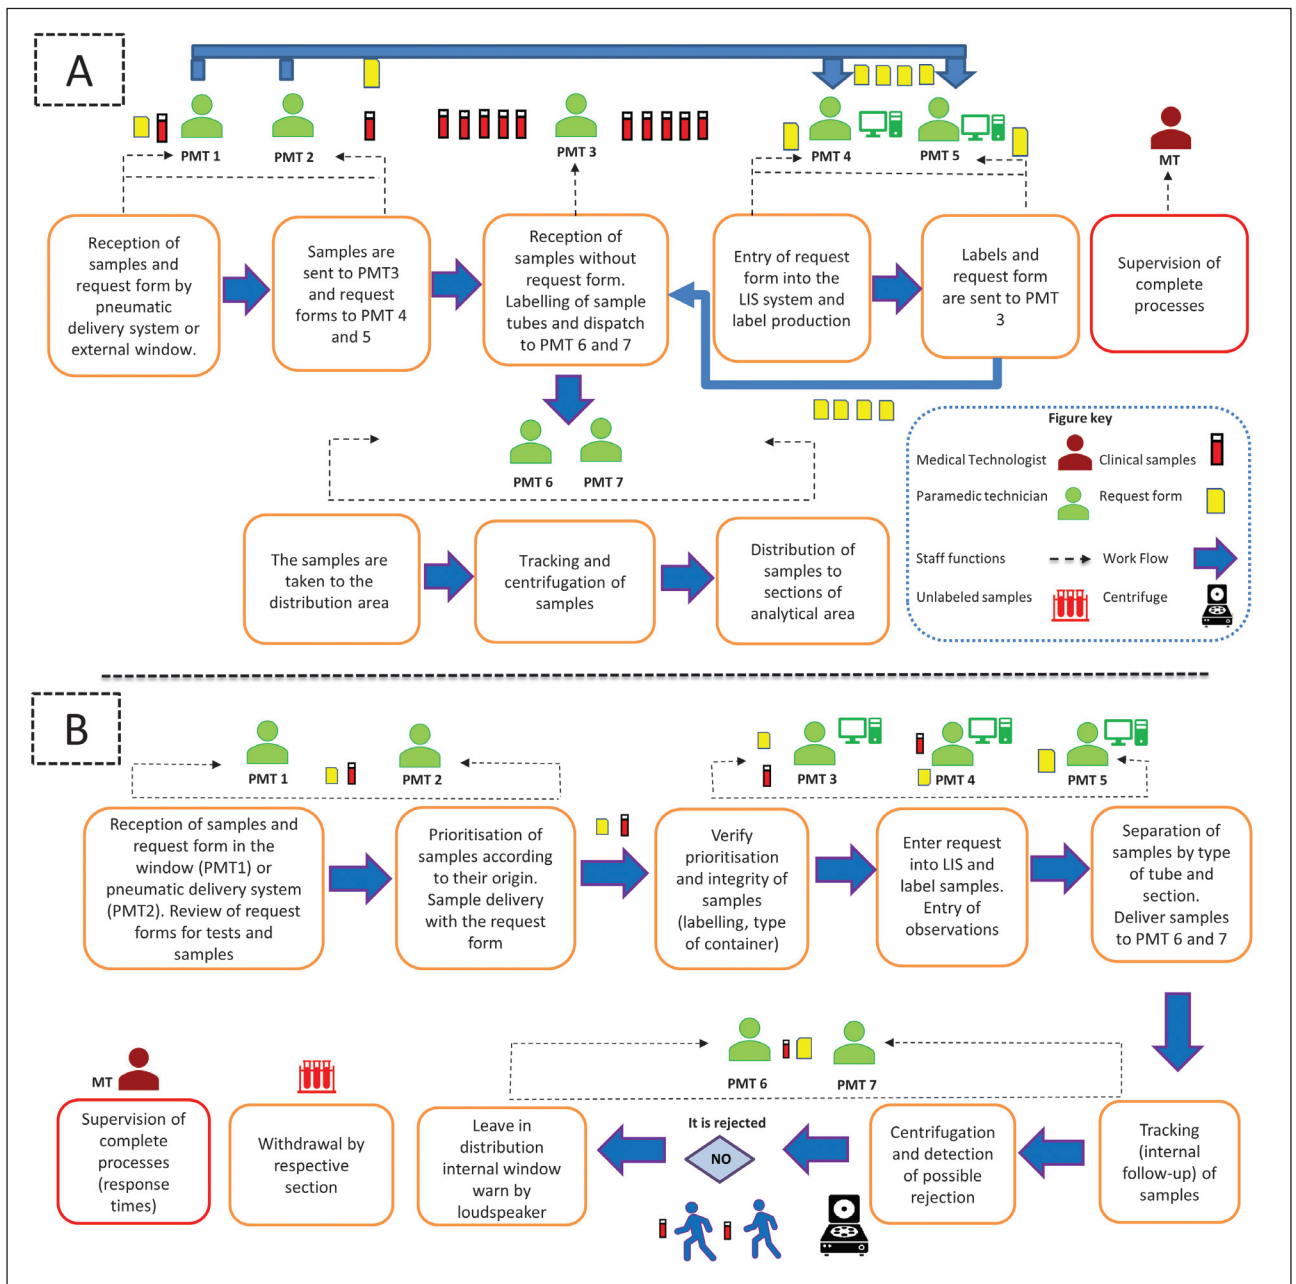 A
PMT 1
PMT 2
PMT 3
PMT 4
PMT 5
MT
Reception of
samples and
request form by
pneumatic
delivery system or
external window.
Samples are
sent to PMT3
and request
forms to PMT 4
and 5
Reception of
samples without
request form.
Labelling of sample
tubes and dispatch
to PMT 6 and 7
Entry of request
form into the
LIS system and
label production
Labels and
request form
are sent to PMT
3
Supervision of
complete
processes
PMT 6
PMT 7
The samples are
taken to the
distribution area
Tracking and
centrifugation of
samples
Distribution of
samples to
sections of
analytical area
Figure key
Medical Technologist
Clinical samples
Paramedic technician
Request form
Staff functions
Work Flow
Unlabeled samples
Centrifuge
B
PMT 1
PMT 2
PMT 3
PMT 4
PMT 5
Reception of samples and
request form in the
window (PMT1) or
pneumatic delivery system
(PMT2). Review of request
forms for tests and
samples
Prioritisation of
samples according
to their origin.
Sample delivery
with the request
form
Verify
prioritisation
and integrity of
samples
(labelling, type
of container)
Enter request
into LIS and
label samples.
Entry of
observations
Separation of
samples by type
of tube and
section.
Deliver samples
to PMT 6 and 7
PMT 6
PMT 7
MT
Supervision of
complete
processes
(response
times)
Withdrawal by
respective
section
Leave in
distribution
internal window
warn by
loudspeaker
It is rejected
NO
Centrifugation
and detection
of possible
rejection
Tracking
(internal
follow-up) of
samples